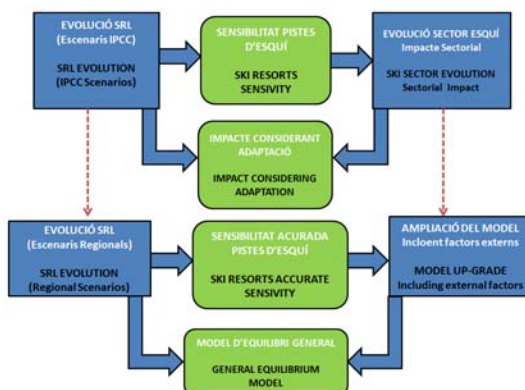 EVOLUCIÓ SRL
(Escenaris IPCC)
SRL EVOLUTION
(IPCC Scenarios)
SENSIBILITAT PISTES
D'ESQUÍ
SKI RESORTS
SENSIVITY
EVOLUCIÓ SECTOR ESQUÍ
Impacte Sectorial
SKI SECTOR EVOLUTION
Sectorial Impact
IMPACTE CONSIDERANT
ADAPTACIÓ
IMPACT CONSIDERING
ADAPTATION
EVOLUCIÓ SRL
(Escenaris Regionals)
SRL EVOLUTION
(Regional Scenarios)
SENSIBILITAT ACURADA
PISTES D'ESQUÍ
SKI RESORTS ACCURATE
SENSIVITY
AMPLIACIÓ DEL MODEL
Incloent factors externs
MODEL UP-GRADE
Including external factors
MODEL D'EQUILIBRI GENERAL
GENERAL EQUILIBRIUM
MODEL